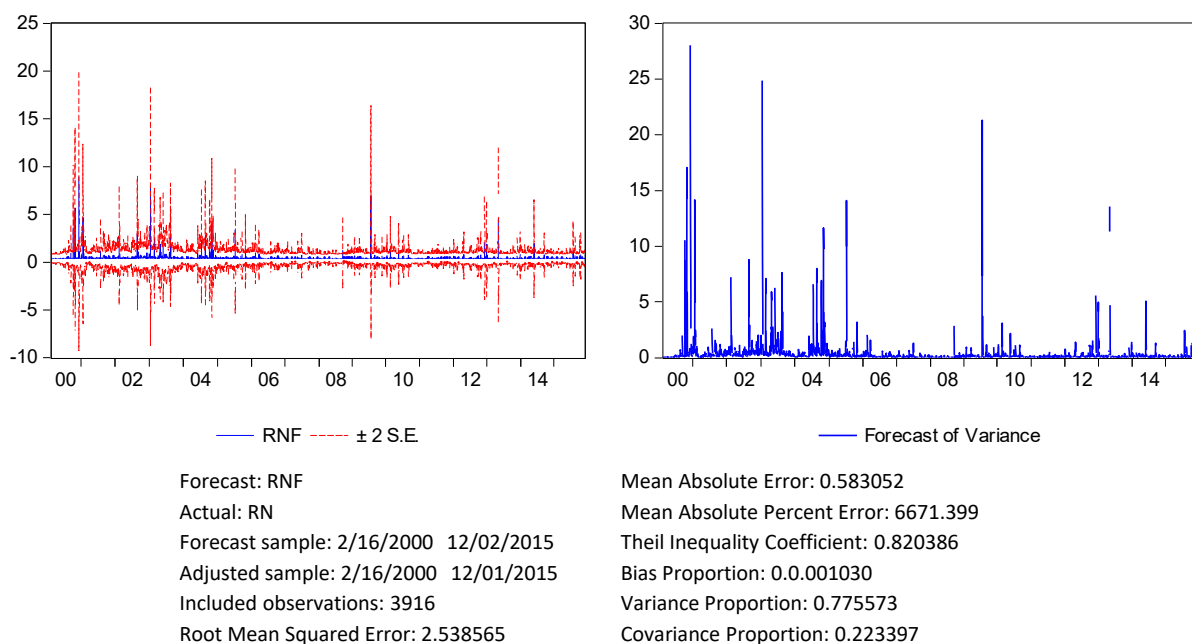 25
20
15
10
5
0
-5
-10
00 02 04 06 08 10 12 14
RNF ± 2 S.E.
30
25
20
15
10
5
0
00 02 04 06 08 10 12 14
Forecast of Variance
Forecast: RNF
Actual: RN
Forecast sample: 2/16/2000 12/02/2015
Adjusted sample: 2/16/2000 12/01/2015
Included observations: 3916
Root Mean Squared Error: 2.538565
Mean Absolute Error: 0.583052
Mean Absolute Percent Error: 6671.399
Theil Inequality Coefficient: 0.820386
Bias Proportion: 0.0.001030
Variance Proportion: 0.775573
Covariance Proportion: 0.223397